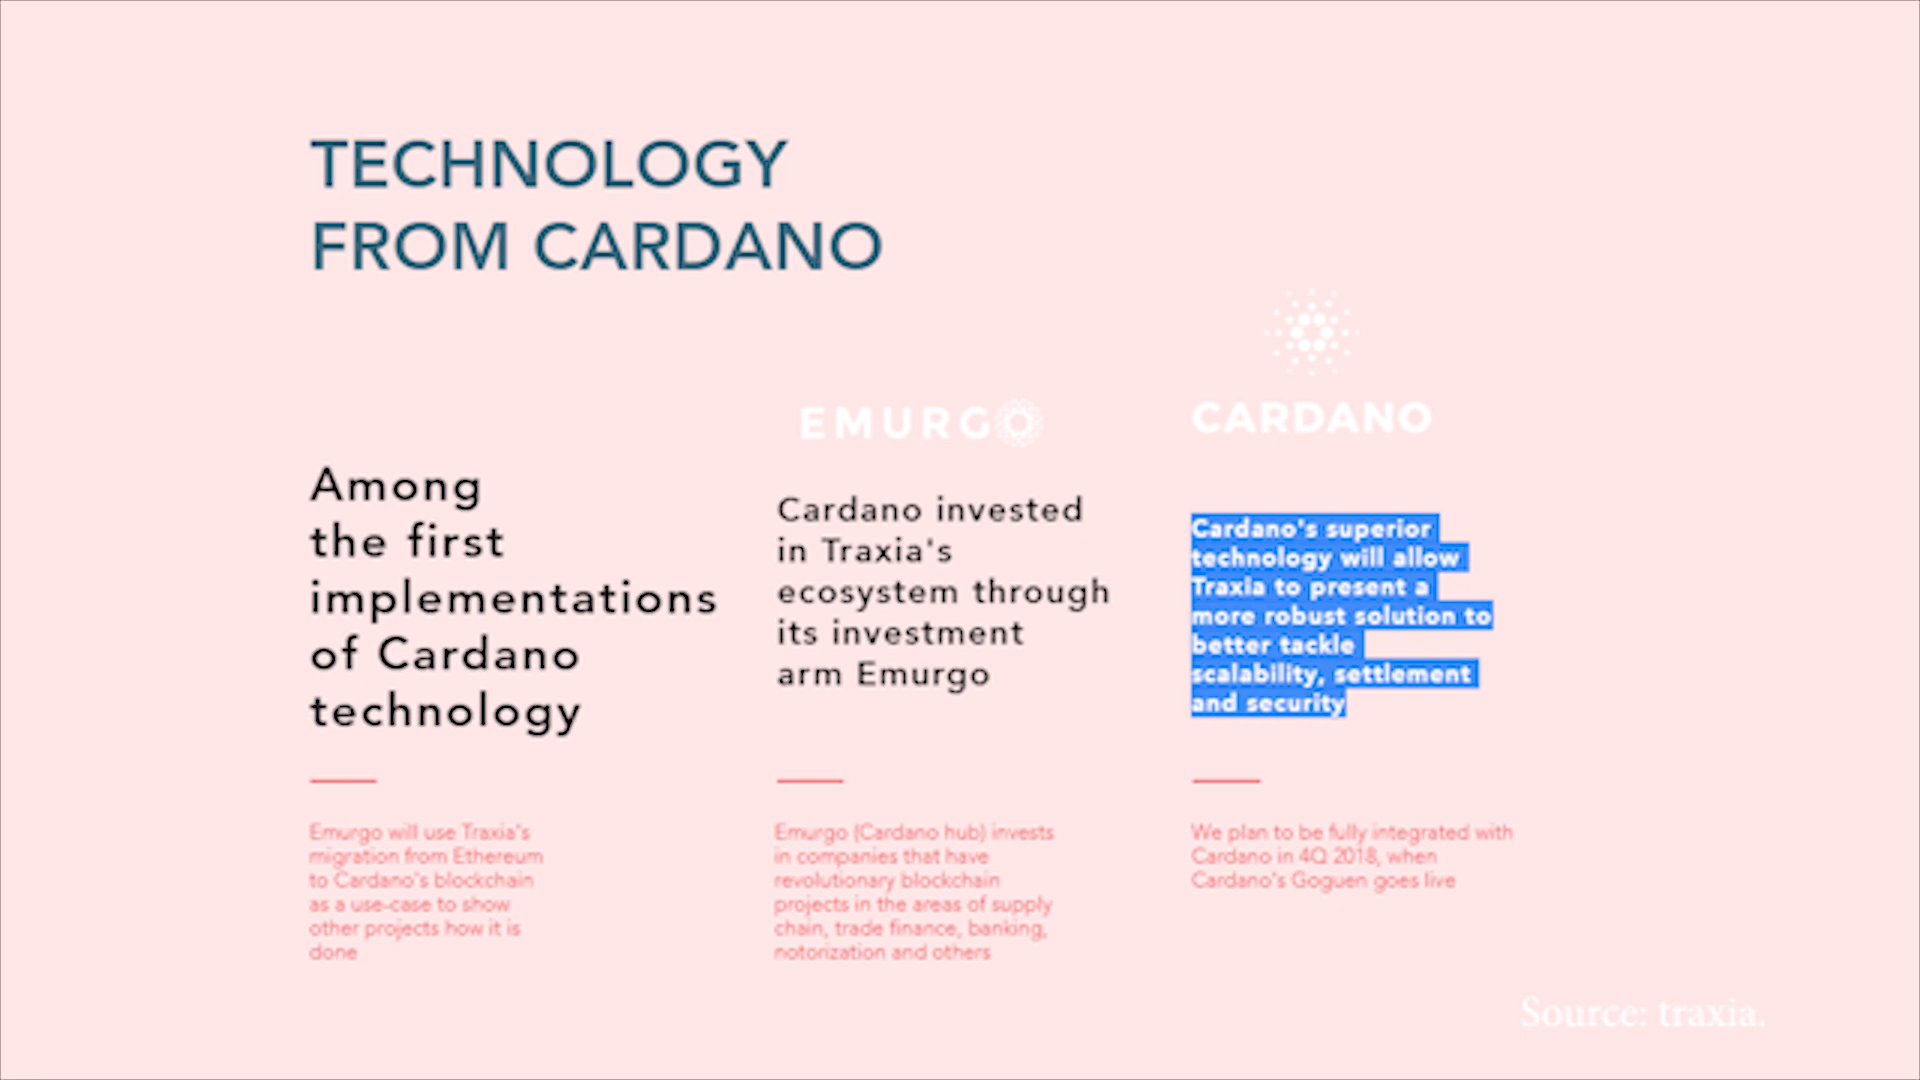 TECHNOLOGY
FROM CARDANO
Among
the first
implementations
of Cardano
technology
Emurgo will use Traxia's
migration from Ethereum
to Cardano's blockchain
as a use-case to show
other projects how it is
done
EMURGO
Cardano invested
in Traxia's
ecosystem through
its investment
arm Emurgo
Emurgo (Cardano hub) invests
in companies that have
revolutionary blockchain
projects in the areas of supply
chain, trade finance, banking,
notorization and others
CARDANO
Cardano's superior
technology will allow
Traxia to present a
more robust solution to
better tackle
scalability, settlement
and security
We plan to be fully integrated with
Cardano in 4Q 2018, when
Cardano's Goguen goes live
Source: traxia.